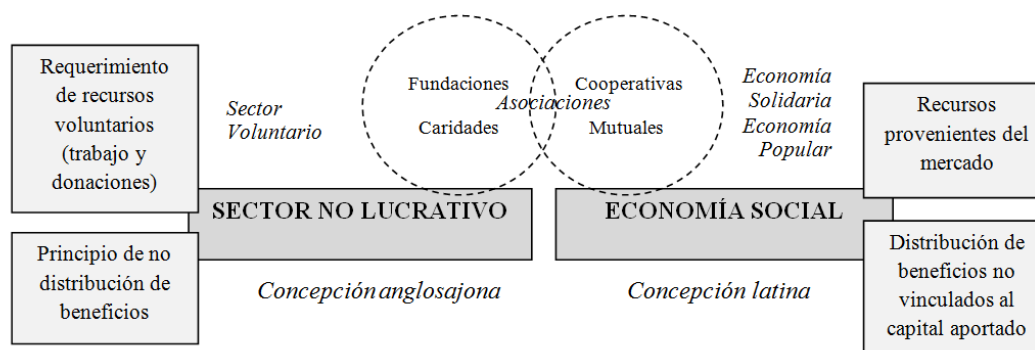 Requerimiento
de recursos
voluntarios
(trabajo y
donaciones)
Principio de no
distribución de
beneficios
Sector
Voluntario
Fundaciones
Caridades
Asociaciones
Cooperativas
Mutuales
Economía
Solidaria
Economía
Popular
Recursos
provenientes del
mercado
SECTOR NO LUCRATIVO
ECONOMÍA SOCIAL
Concepción anglosajona
Concepción latina
Distribución de
beneficios no
vinculados al
capital aportado